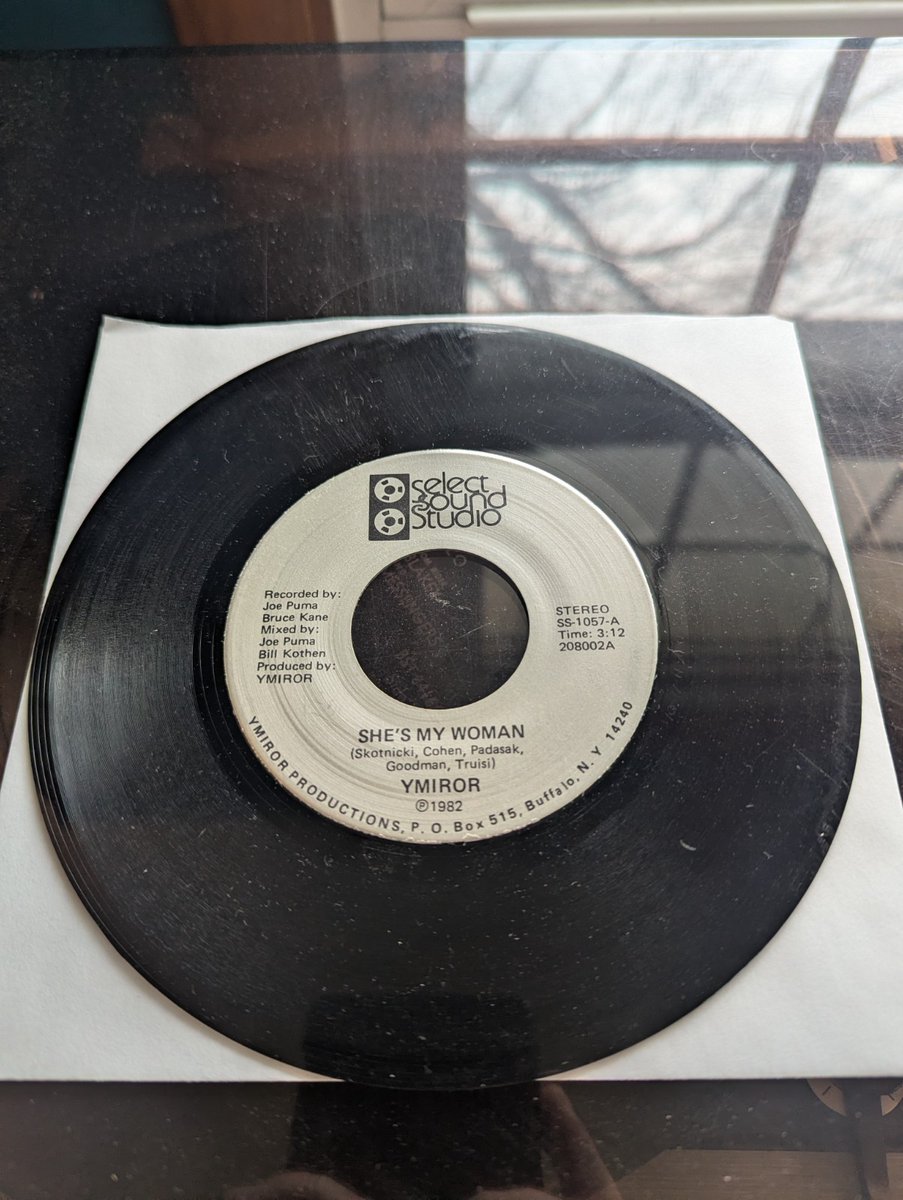 select
Sound
Studio
Recorded by:
Joe Puma
Bruce Kane
Mixed by:
Joe Puma
Bill Kothen
Produced by:
YMIROR
STEREO
SS-1057-A
Time: 3:12
208002A
SHE'S MY WOMAN
(Skotnicki, Cohen, Padasak,
Goodman, Truisi)
YMIROR
℗1982
YMIROR PRODUCTIONS, P. O. Box 515, Buffalo, N. Y 14240